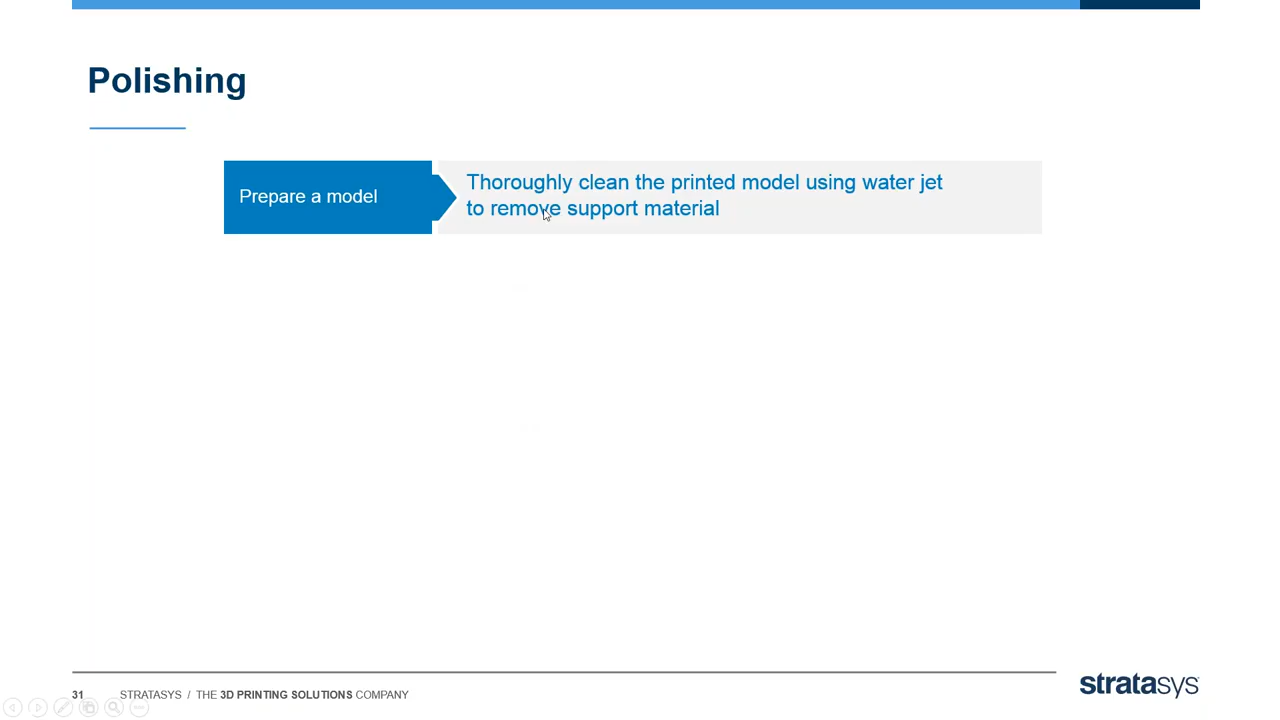 Polishing
Prepare a model
Thoroughly clean the printed model using water jet
to remove support material
31 STRATASYS / THE 3D PRINTING SOLUTIONS COMPANY
stratasys